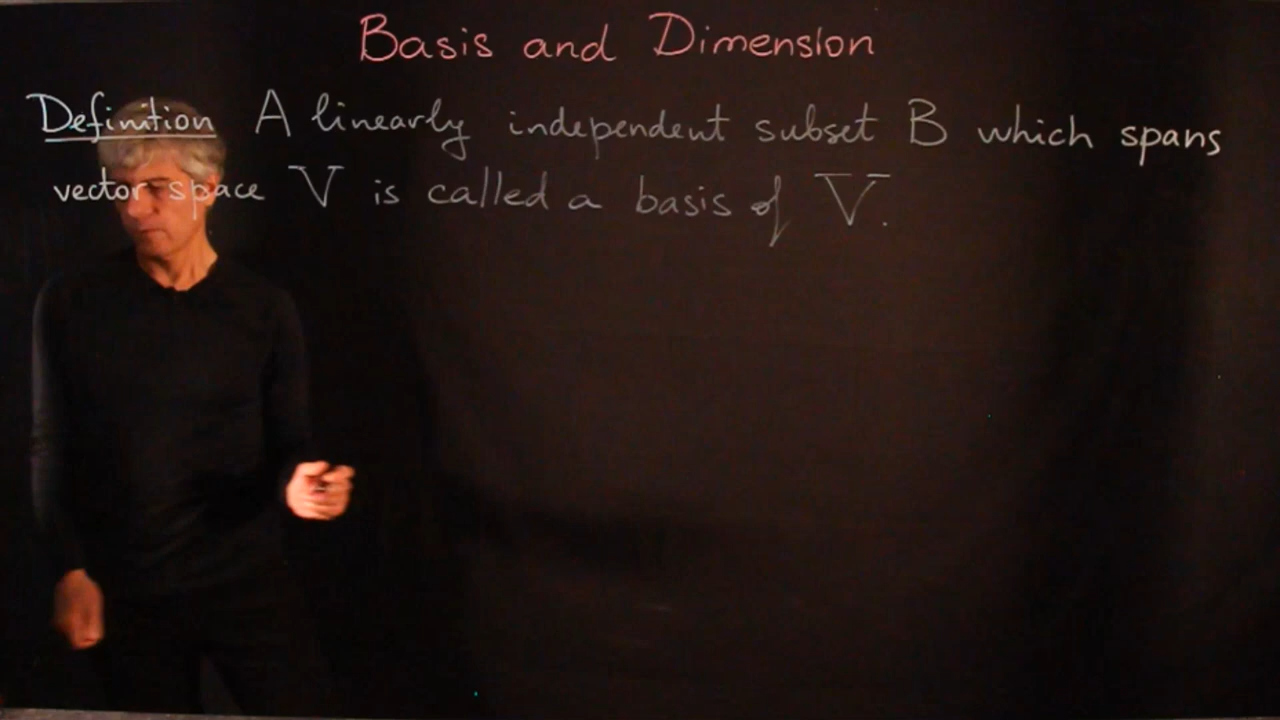 Basis and Dimension
Definition A linearly independent subset B which spans
vector space V is called a basis of V.